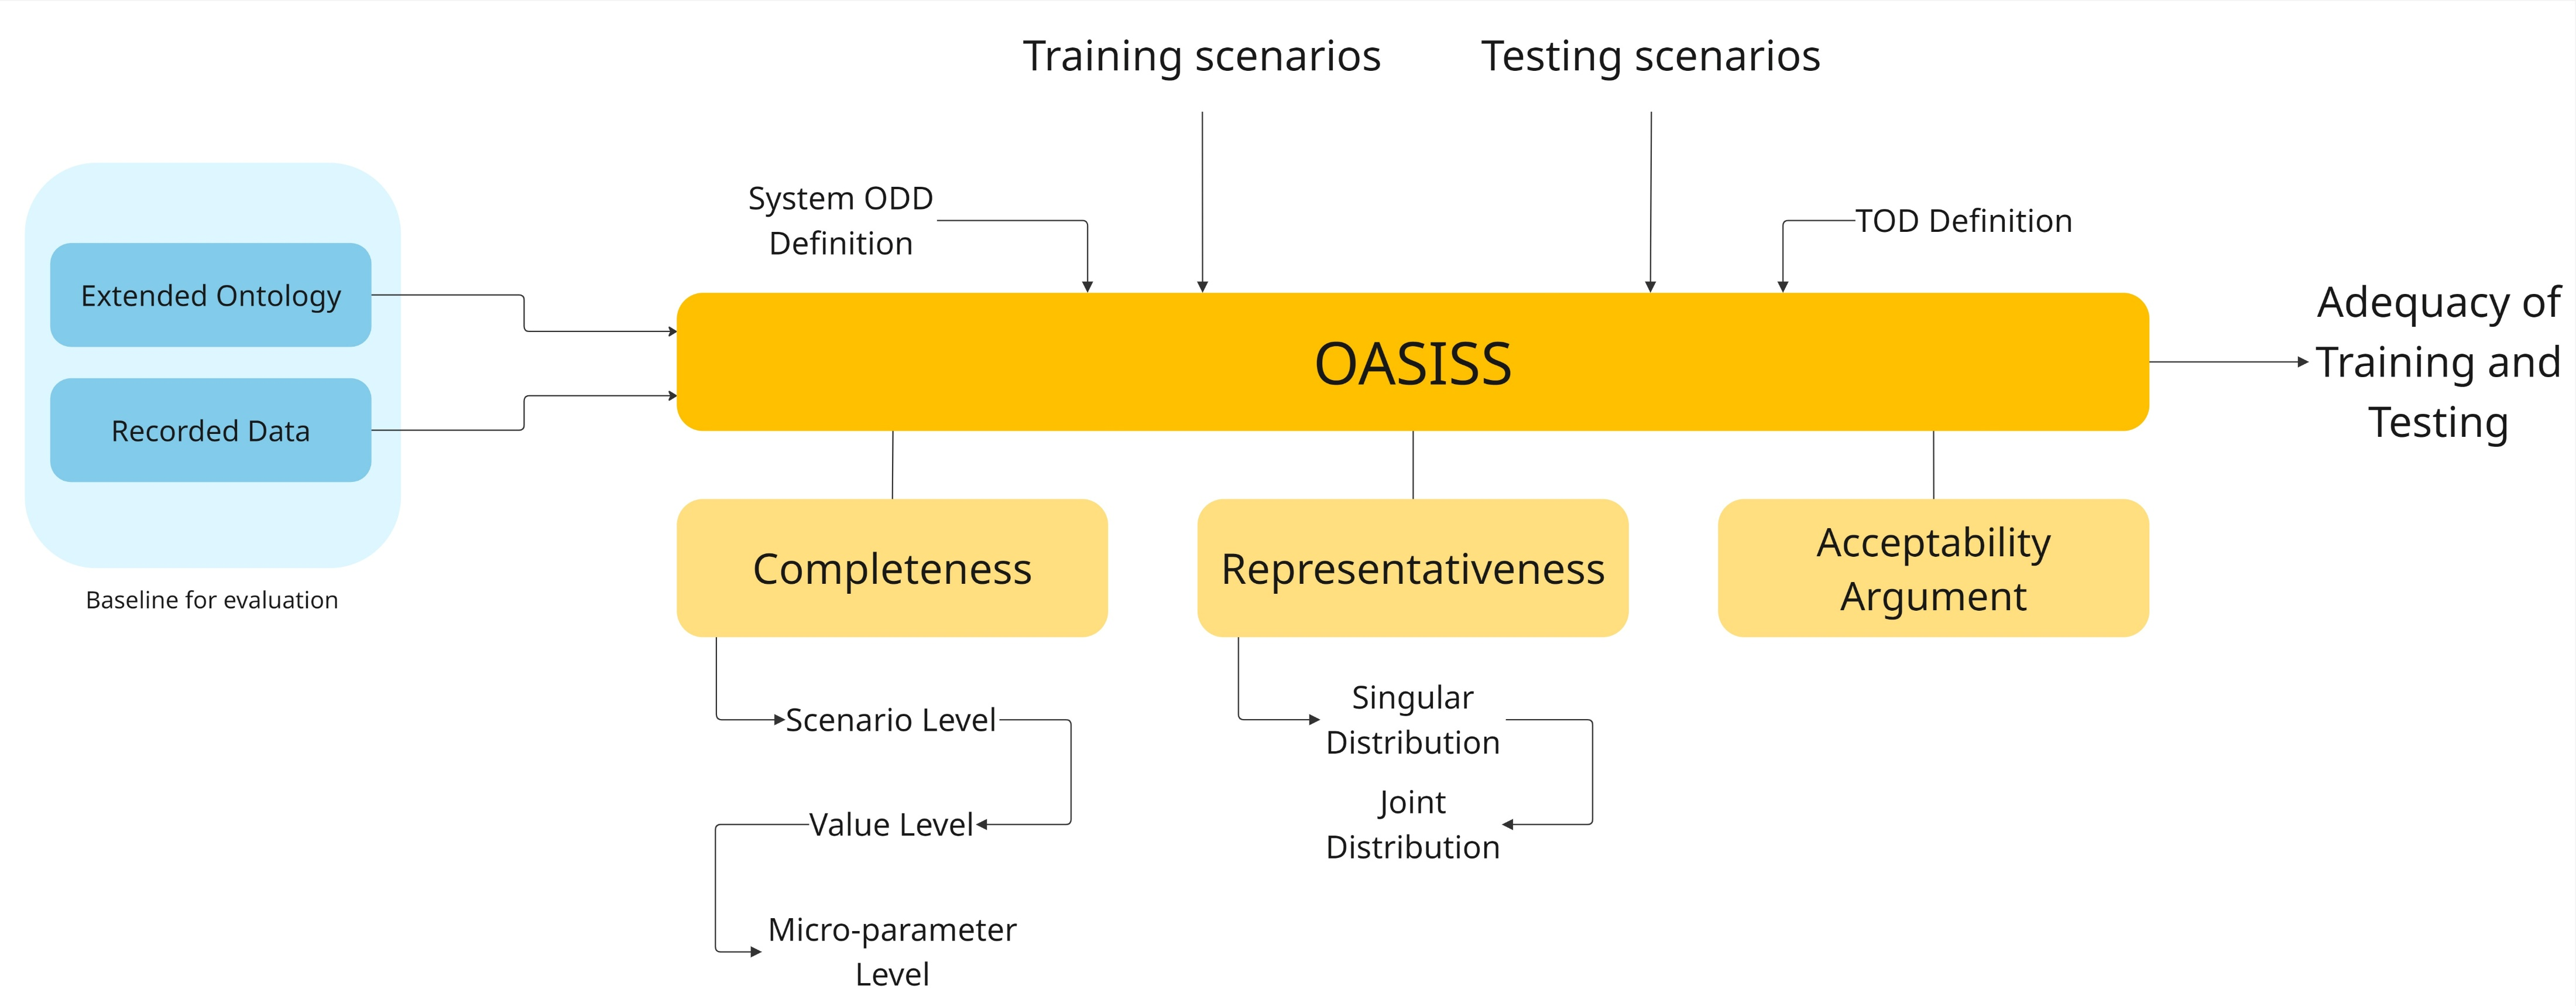 Training scenarios
Testing scenarios
System ODD
Definition
TOD Definition
Extended Ontology
Recorded Data
Baseline for evaluation
OASISS
Adequacy of
Training and
Testing
Completeness
Representativeness
Acceptability
Argument
Scenario Level
Value Level
Micro-parameter
Level
Singular
Distribution
Joint
Distribution